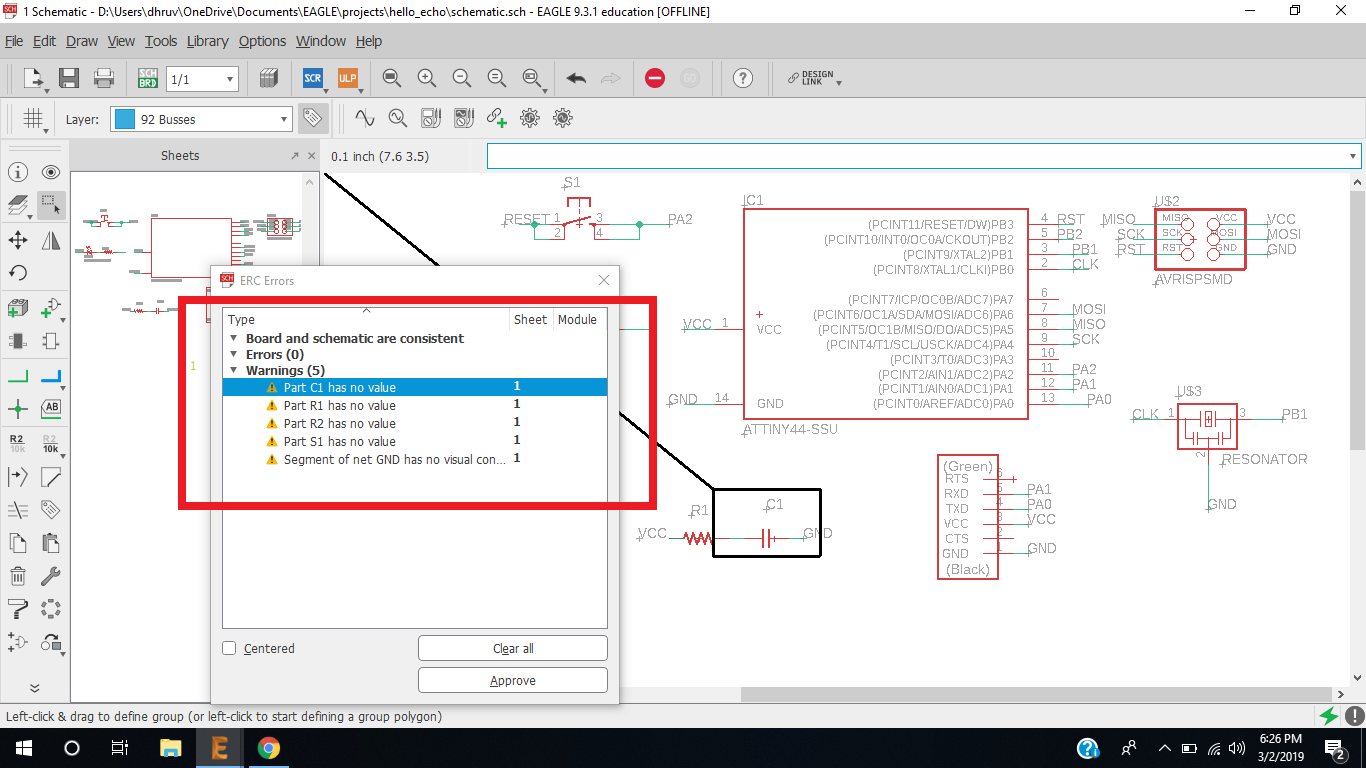 1 Schematic - D:\Users\dhruv\OneDrive\Documents\EAGLE\projects\hello_echo\schematic.sch - EAGLE 9.3.1 education [OFFLINE]
File Edit Draw View Tools Library Options Window Help
SCH BRD 1/1 SCR ULP DESIGN LINK
Layer: 92 Busses
Sheets
0.1 inch (7.6 3.5)
1
ERC Errors
Type Sheet Module
Board and schematic are consistent
Errors (0)
Warnings (5)
Part C1 has no value 1
Part R1 has no value 1
Part R2 has no value 1
Part S1 has no value 1
Segment of net GND has no visual con... 1
Centered
Clear all
Approve
S1
RESET 1 3 PA2
2 4
IC1
(PCINT11/RESET/DW)PB3 4 RST
(PCINT10/INT0/OC0A/CKOUT)PB2 5 PB2
(PCINT9/XTAL2)PB1 3 PB1
(PCINT8/XTAL1/CLKI)PB0 2 CLK
(PCINT7/ICP/OC0B/ADC7)PA7 6
(PCINT6/OC1A/SDA/MOSI/ADC6)PA6 7 MOSI
VCC 1 VCC (PCINT5/OC1B/MISO/DO/ADC5)PA5 8 MISO
(PCINT4/T1/SCL/USCK/ADC4)PA4 9 SCK
(PCINT3/T0/ADC3)PA3 10
(PCINT2/AIN1/ADC2)PA2 11 PA2
(PCINT1/AIN0/ADC1)PA1 12 PA1
GND 14 GND (PCINT0/AREF/ADC0)PA0 13 PA0
ATTINY44-SSU
U$2
MISO MISO VCC VCC
SCK SCK MOSI MOSI
RST RST GND GND
AVRISPSMD
U$3
CLK 1 3 PB1
2
RESONATOR
GND
R1 C1
VCC GND
(Green)
RTS 6
RXD 5 PA1
TXD 4 PA0
VCC 3 VCC
CTS 2
GND 1 GND
(Black)
R2 10k R2 10k
AB
Left-click & drag to define group (or left-click to start defining a group polygon)
6:26 PM
3/2/2019
2